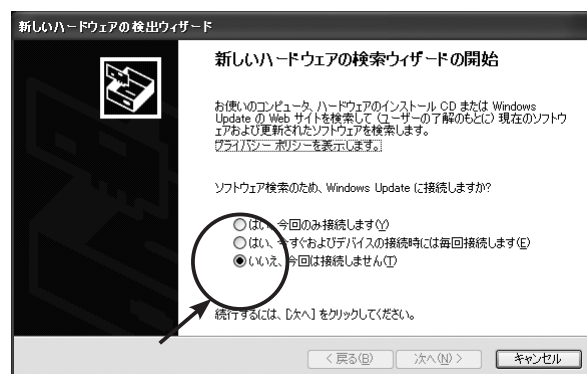 新しいハードウェアの検出ウィザード
新しいハードウェアの検索ウィザードの開始
お使いのコンピュータ、ハードウェアのインストール CD または Windows
Update の Web サイトを検索して (ユーザーの了解のもとに) 現在のソフトウ
ェアおよび更新されたソフトウェアを検索します。
プライバシー ポリシーを表示します。
ソフトウェア検索のため、Windows Update に接続しますか?
はい、今回のみ接続します(Y)
はい、今すぐおよびデバイスの接続時には毎回接続します(E)
いいえ、今回は接続しません(T)
続行するには、[次へ] をクリックしてください。
< 戻る(B)
次へ(N) >
キャンセル